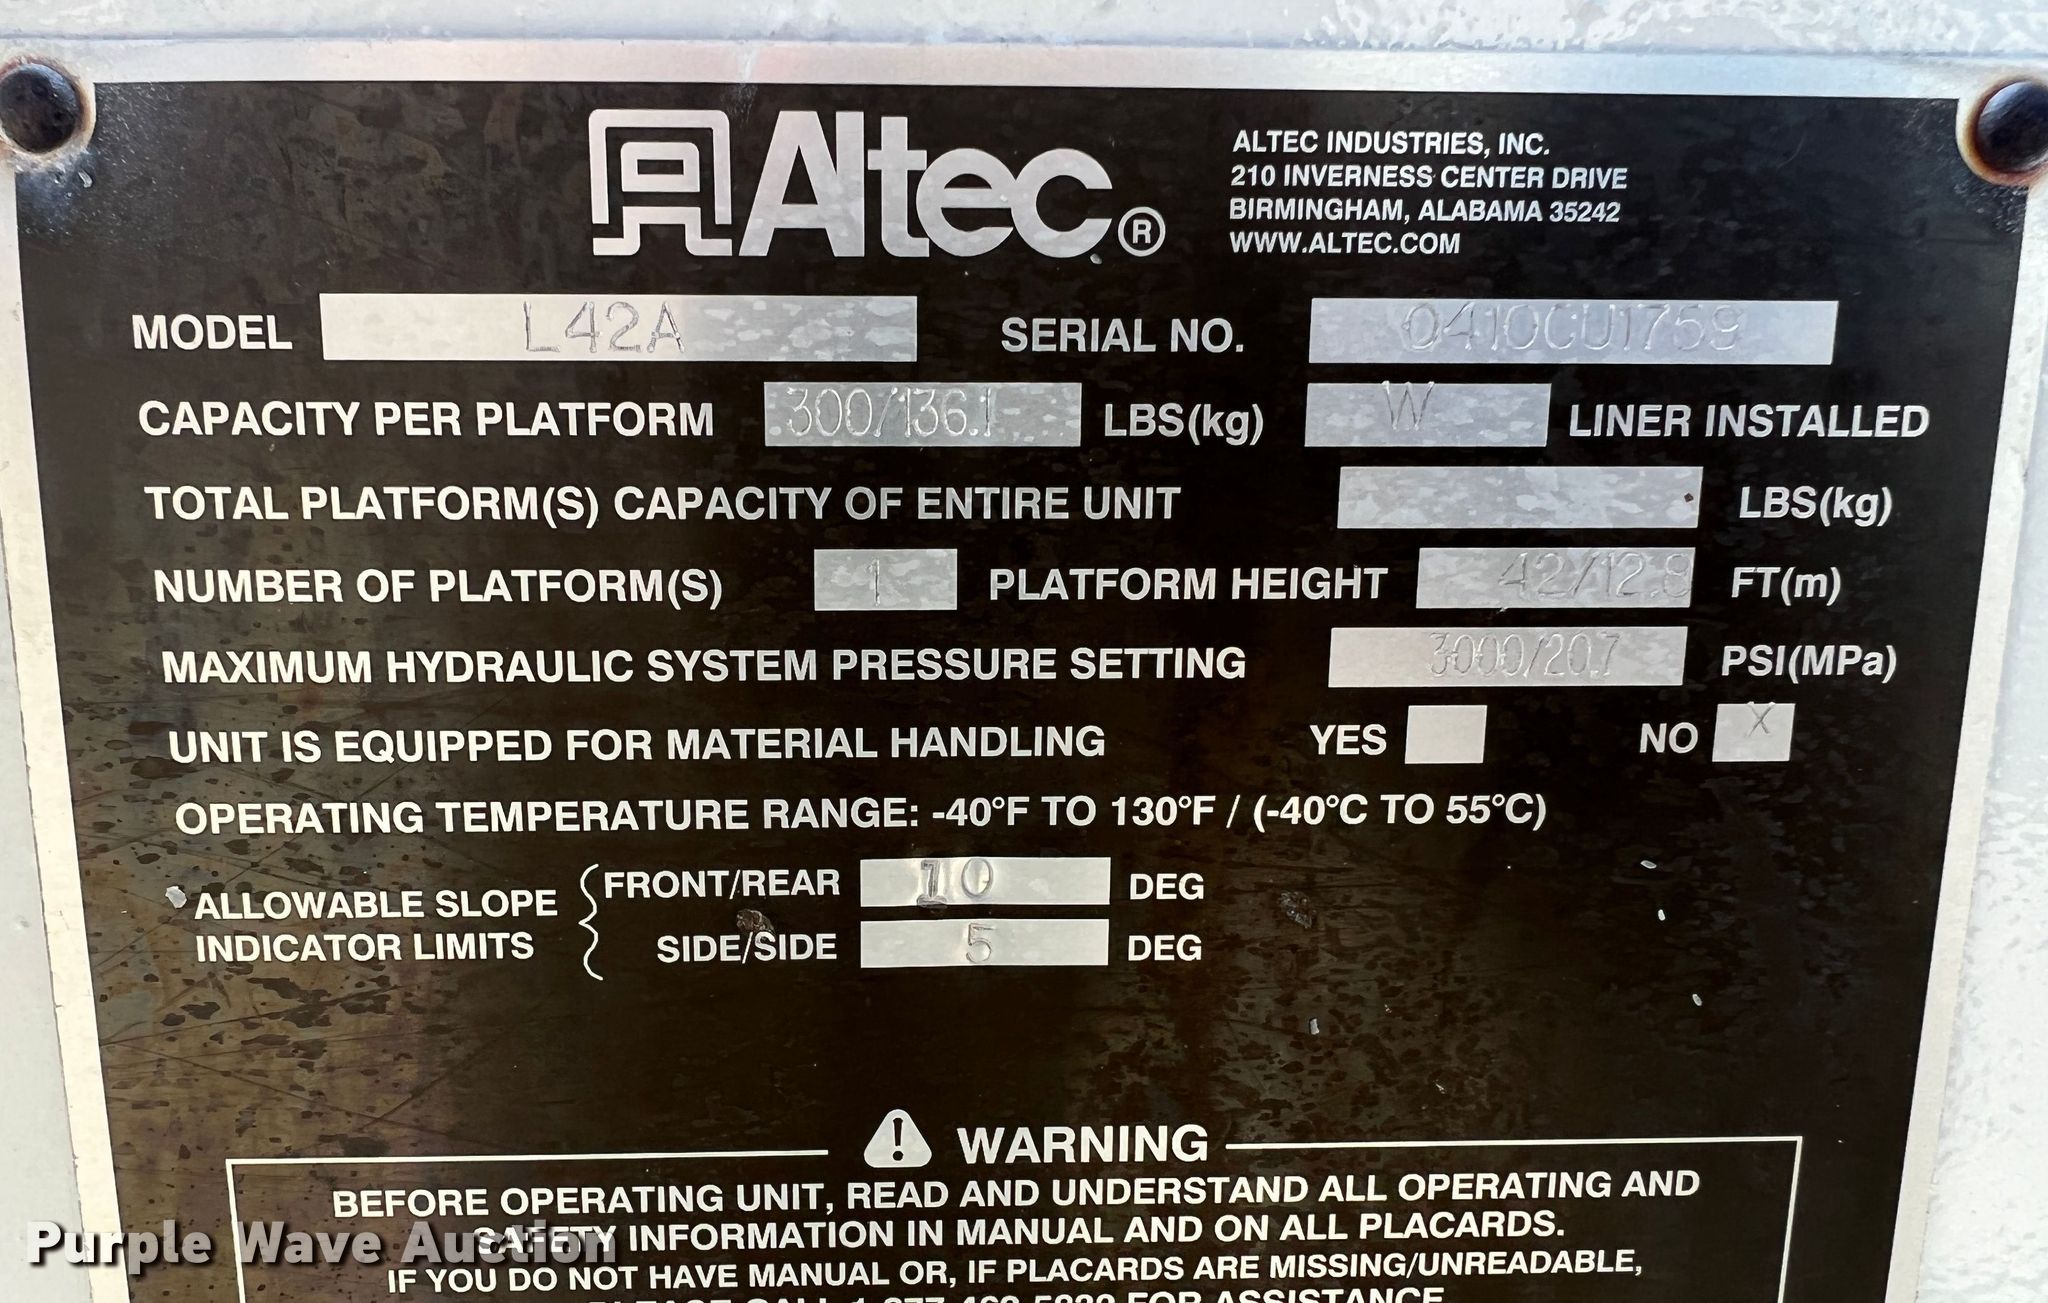 Altec®
ALTEC INDUSTRIES, INC.
210 INVERNESS CENTER DRIVE
BIRMINGHAM, ALABAMA 35242
WWW.ALTEC.COM
MODEL L42A SERIAL NO. 0410CU1759
CAPACITY PER PLATFORM 300/136.1 LBS(kg) W LINER INSTALLED
TOTAL PLATFORM(S) CAPACITY OF ENTIRE UNIT LBS(kg)
NUMBER OF PLATFORM(S) 1 PLATFORM HEIGHT 42/12.8 FT(m)
MAXIMUM HYDRAULIC SYSTEM PRESSURE SETTING 3000/20.7 PSI(MPa)
UNIT IS EQUIPPED FOR MATERIAL HANDLING YES NO X
OPERATING TEMPERATURE RANGE: -40°F TO 130°F / (-40°C TO 55°C)
ALLOWABLE SLOPE INDICATOR LIMITS
FRONT/REAR 10 DEG
SIDE/SIDE 5 DEG
WARNING
BEFORE OPERATING UNIT, READ AND UNDERSTAND ALL OPERATING AND
SAFETY INFORMATION IN MANUAL AND ON ALL PLACARDS.
IF YOU DO NOT HAVE MANUAL OR, IF PLACARDS ARE MISSING/UNREADABLE,
PLEASE CALL FOR ASSISTANCE
Purple Wave Auction